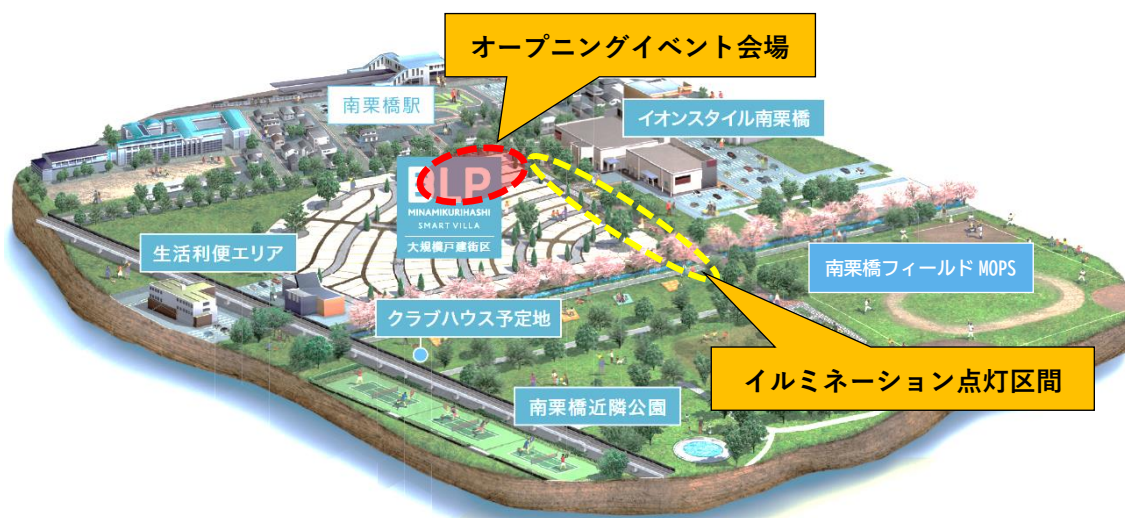 オープニングイベント会場
南栗橋駅
イオンスタイル南栗橋
BLP
MINAMIKURIHASHI
SMART VILLA
大規模戸建街区
生活利便エリア
南栗橋フィールド MOPS
クラブハウス予定地
イルミネーション点灯区間
南栗橋近隣公園